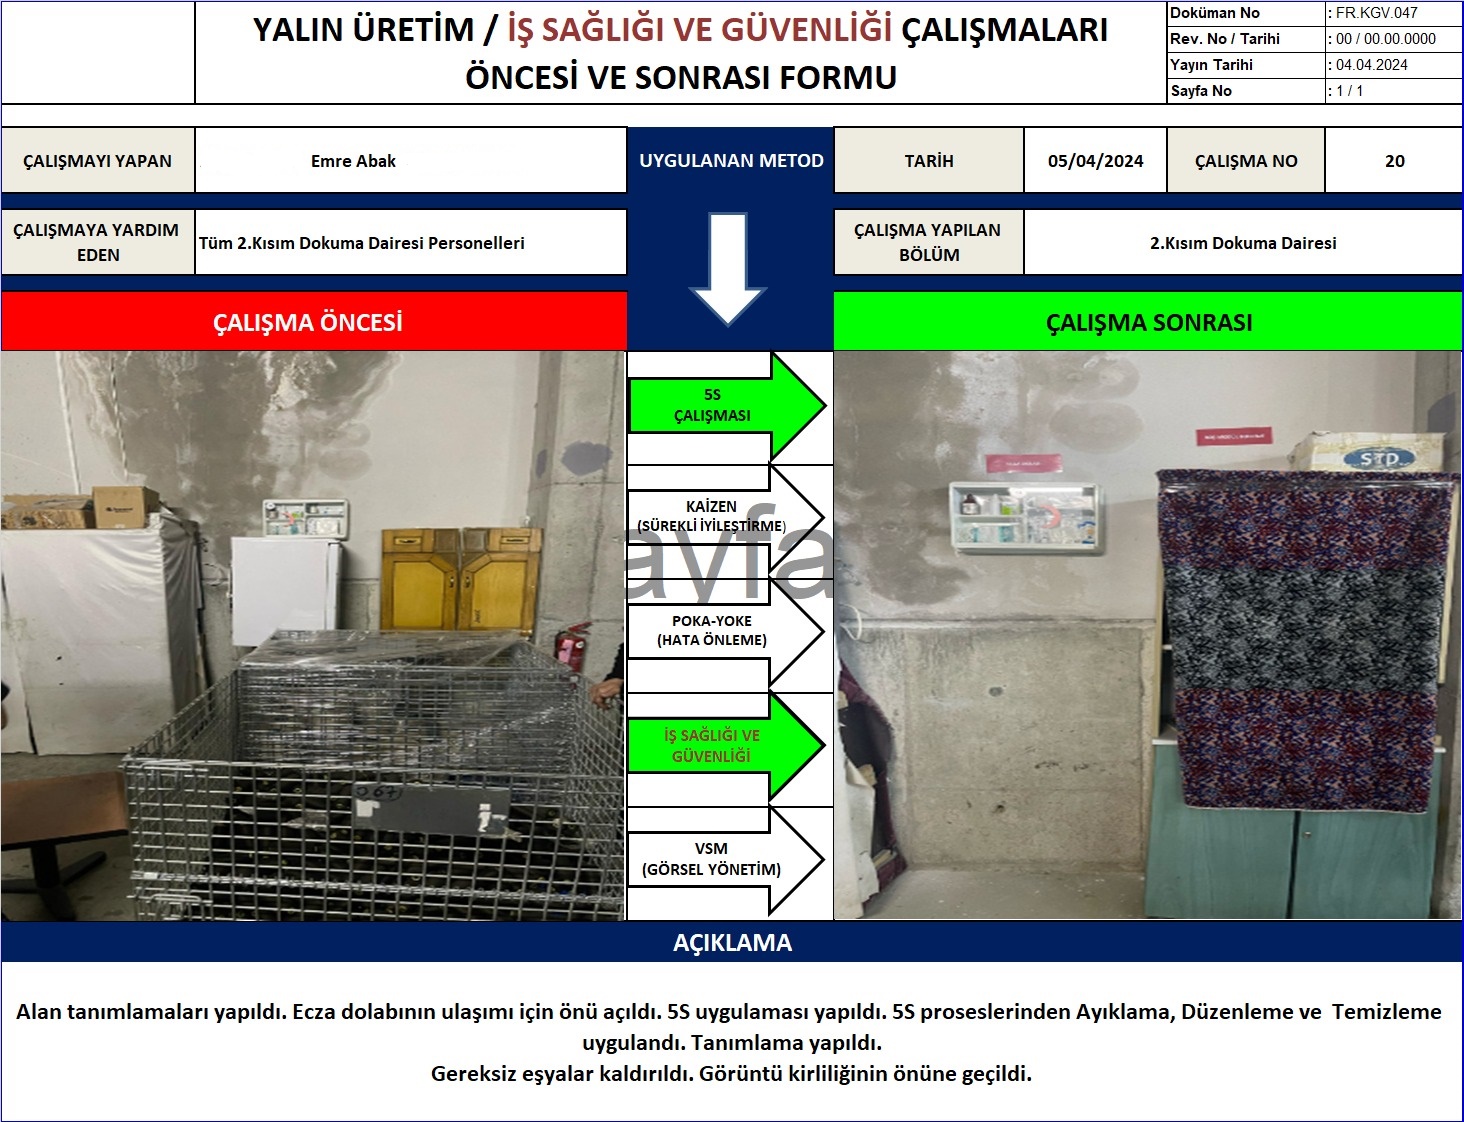 YALIN ÜRETİM / İŞ SAĞLIĞI VE GÜVENLİĞİ ÇALIŞMALARI
ÖNCESİ VE SONRASI FORMU
Doküman No : FR.KGV.047
Rev. No / Tarihi : 00 / 00.00.0000
Yayın Tarihi : 04.04.2024
Sayfa No : 1 / 1
ÇALIŞMAYI YAPAN Emre Abak UYGULANAN METOD TARİH 05/04/2024 ÇALIŞMA NO 20
ÇALIŞMAYA YARDIM EDEN
Tüm 2.Kısım Dokuma Dairesi Personelleri
ÇALIŞMA YAPILAN BÖLÜM
2.Kısım Dokuma Dairesi
ÇALIŞMA ÖNCESİ
ÇALIŞMA SONRASI
5S
ÇALIŞMASI
KAİZEN
(SÜREKLİ İYİLEŞTİRME)
ayfa
POKA-YOKE
(HATA ÖNLEME)
İŞ SAĞLIĞI VE
GÜVENLİĞİ
VSM
(GÖRSEL YÖNETİM)
067
STD
AÇIKLAMA
Alan tanımlamaları yapıldı. Ecza dolabının ulaşımı için önü açıldı. 5S uygulaması yapıldı. 5S proseslerinden Ayıklama, Düzenleme ve Temizleme
uygulandı. Tanımlama yapıldı.
Gereksiz eşyalar kaldırıldı. Görüntü kirliliğinin önüne geçildi.